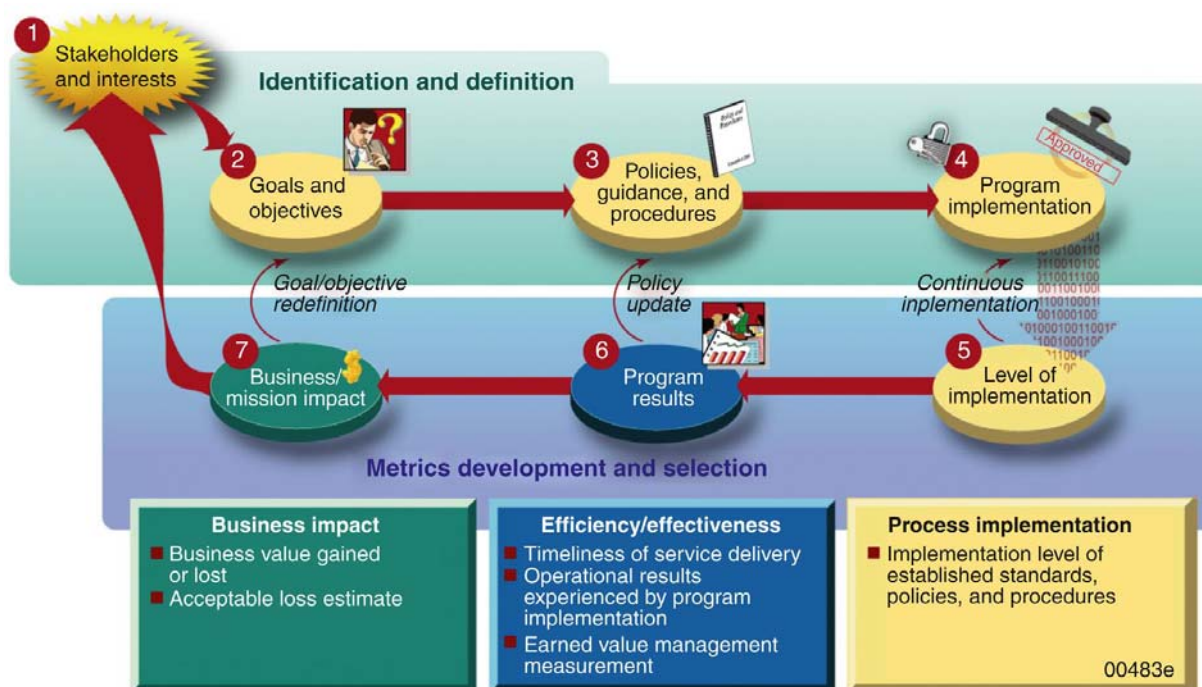 1
Stakeholders
and interests
Identification and definition
2
Goals and
objectives
3
Policies,
guidance, and
procedures
4
Program
implementation
Approved
Goal/objective
redefinition
Policy
update
Continuous
inplementation
7
Business/
mission impact
6
Program
results
5
Level of
implementation
Metrics development and selection
Business impact
Business value gained
or lost
Acceptable loss estimate
Efficiency/effectiveness
Timeliness of service delivery
Operational results
experienced by program
implementation
Earned value management
measurement
Process implementation
Implementation level of
established standards,
policies, and procedures
00483e